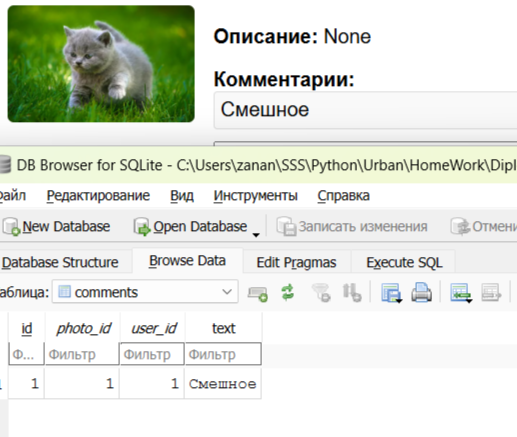 Описание: None
Комментарии:
Смешное
DB Browser for SQLite - C:\Users\zanan\SSS\Python\Urban\HomeWork\Dipl
Файл Редактирование Вид Инструменты Справка
New Database Open Database Записать изменения Отмени
Database Structure Browse Data Edit Pragmas Execute SQL
аблица: comments
id photo_id user_id text
Ф... Фильтр Фильтр Фильтр
1 1 1 1 Смешное